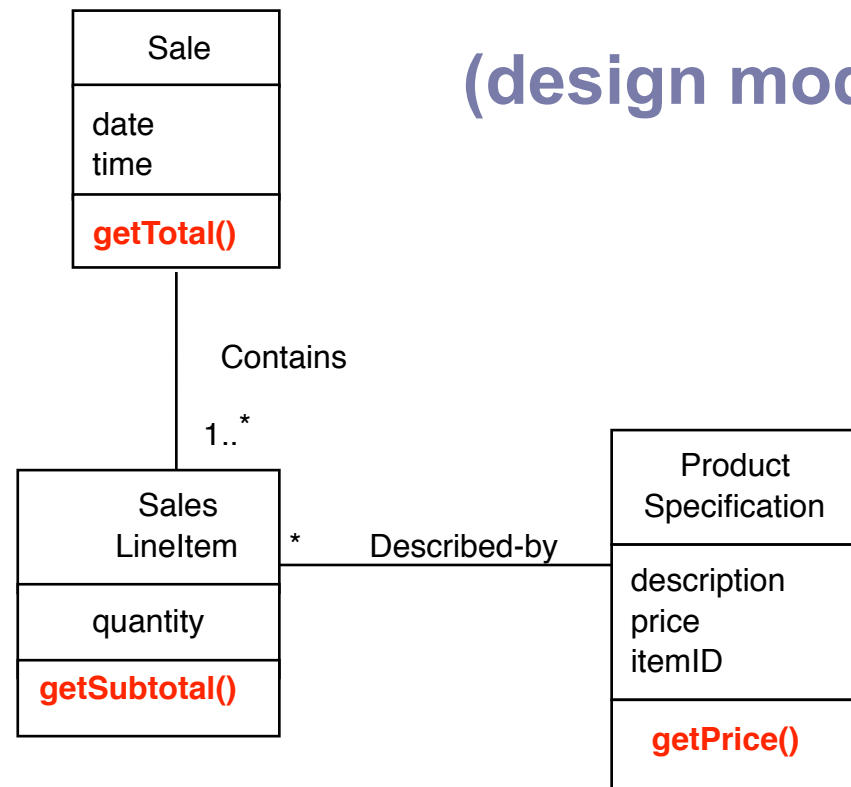 Sale
(design
date
time
getTotal()
Contains
1..*
Sales
LineItem
* Described-by
Product
Specification
quantity
description
price
itemID
getSubtotal()
getPrice()